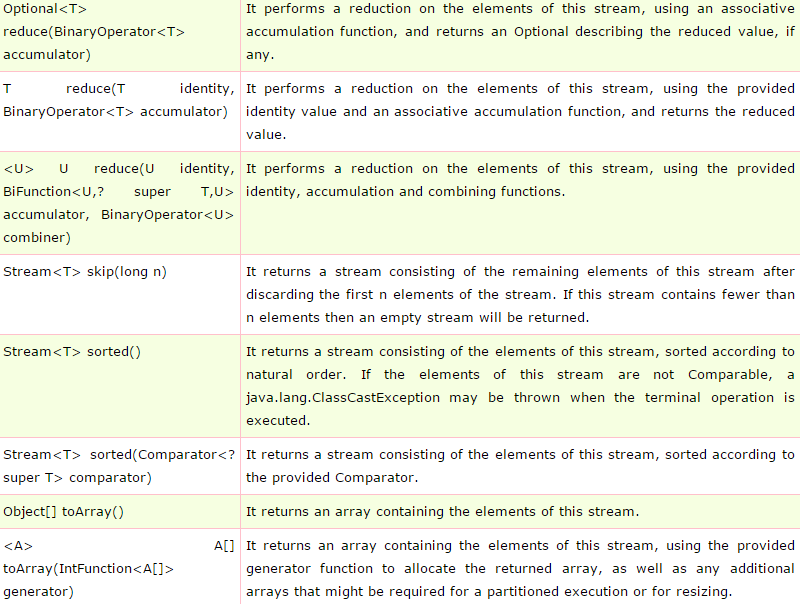 Optional<T>
reduce(BinaryOperator<T>
accumulator)
It performs a reduction on the elements of this stream, using an associative
accumulation function, and returns an Optional describing the reduced value, if
any.
T reduce(T identity,
BinaryOperator<T> accumulator)
It performs a reduction on the elements of this stream, using the provided
identity value and an associative accumulation function, and returns the reduced
value.
<U> U reduce(U identity,
BiFunction<U,? super T,U>
accumulator, BinaryOperator<U>
combiner)
It performs a reduction on the elements of this stream, using the provided
identity, accumulation and combining functions.
Stream<T> skip(long n)
It returns a stream consisting of the remaining elements of this stream after
discarding the first n elements of the stream. If this stream contains fewer than
n elements then an empty stream will be returned.
Stream<T> sorted()
It returns a stream consisting of the elements of this stream, sorted according to
natural order. If the elements of this stream are not Comparable, a
java.lang.ClassCastException may be thrown when the terminal operation is
executed.
Stream<T> sorted(Comparator<?
super T> comparator)
It returns a stream consisting of the elements of this stream, sorted according to
the provided Comparator.
Object[] toArray()
It returns an array containing the elements of this stream.
<A> A[]
toArray(IntFunction<A[]>
generator)
It returns an array containing the elements of this stream, using the provided
generator function to allocate the returned array, as well as any additional
arrays that might be required for a partitioned execution or for resizing.